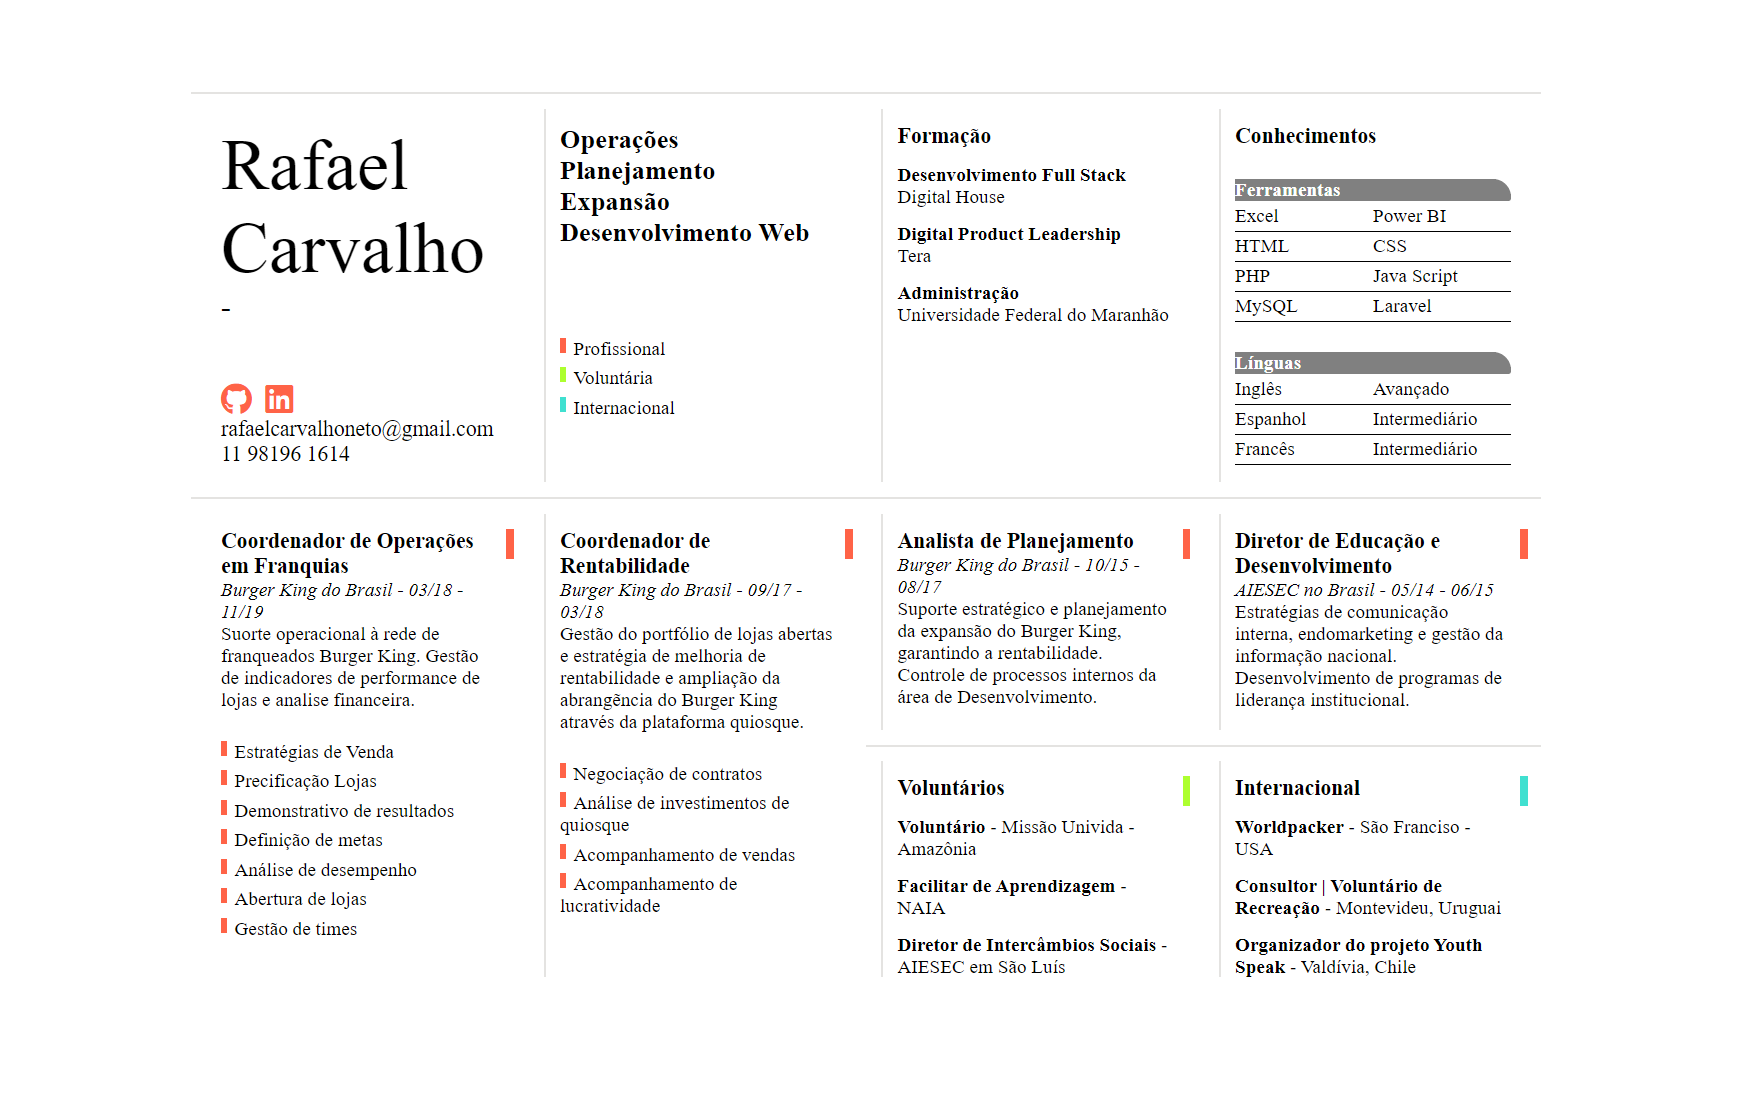 Rafael
Carvalho
-
rafaelcarvalhoneto@gmail.com
11 98196 1614
Operações
Planejamento
Expansão
Desenvolvimento Web
Profissional
Voluntária
Internacional
Formação
Desenvolvimento Full Stack
Digital House
Digital Product Leadership
Tera
Administração
Universidade Federal do Maranhão
Conhecimentos
Ferramentas
Excel Power BI
HTML CSS
PHP Java Script
MySQL Laravel
Línguas
Inglês Avançado
Espanhol Intermediário
Francês Intermediário
Coordenador de Operações
em Franquias
Burger King do Brasil - 03/18 -
11/19
Suorte operacional à rede de
franqueados Burger King. Gestão
de indicadores de performance de
lojas e analise financeira.
Estratégias de Venda
Precificação Lojas
Demonstrativo de resultados
Definição de metas
Análise de desempenho
Abertura de lojas
Gestão de times
Coordenador de
Rentabilidade
Burger King do Brasil - 09/17 -
03/18
Gestão do portfólio de lojas abertas
e estratégia de melhoria de
rentabilidade e ampliação da
abrangência do Burger King
através da plataforma quiosque.
Negociação de contratos
Análise de investimentos de
quiosque
Acompanhamento de vendas
Acompanhamento de
lucratividade
Analista de Planejamento
Burger King do Brasil - 10/15 -
08/17
Suporte estratégico e planejamento
da expansão do Burger King,
garantindo a rentabilidade.
Controle de processos internos da
área de Desenvolvimento.
Diretor de Educação e
Desenvolvimento
AIESEC no Brasil - 05/14 - 06/15
Estratégias de comunicação
interna, endomarketing e gestão da
informação nacional.
Desenvolvimento de programas de
liderança institucional.
Voluntários
Voluntário - Missão Univida -
Amazônia
Facilitar de Aprendizagem -
NAIA
Diretor de Intercâmbios Sociais -
AIESEC em São Luís
Internacional
Worldpacker - São Franciso -
USA
Consultor | Voluntário de
Recreação - Montevideu, Uruguai
Organizador do projeto Youth
Speak - Valdívia, Chile